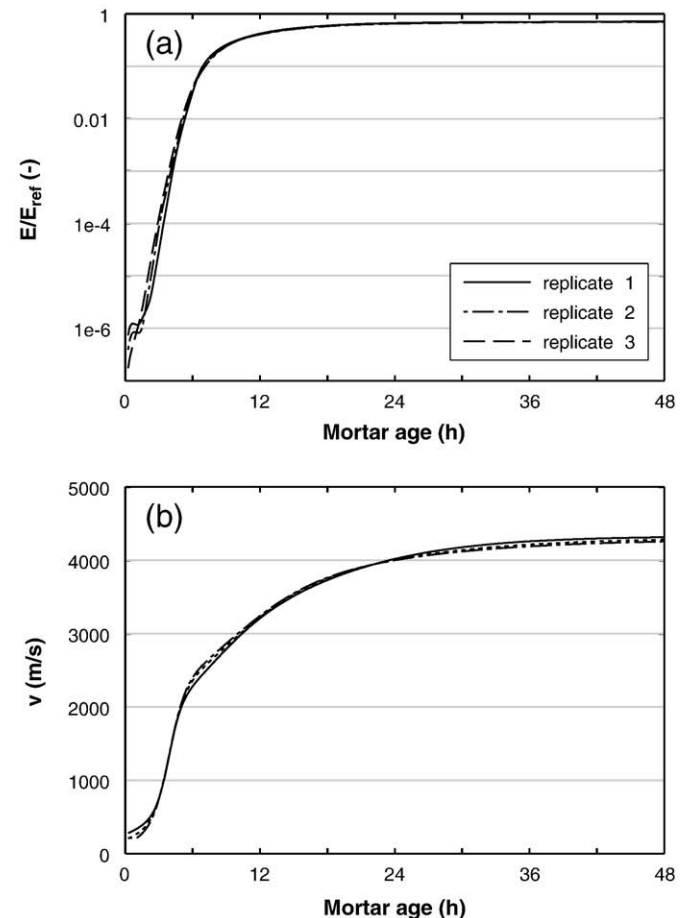 (a)
1
0.01
1e-4
1e-6
E/Eref (-)
replicate 1
replicate 2
replicate 3
0 12 24 36 48
Mortar age (h)
(b)
5000
4000
3000
2000
1000
0
v (m/s)
0 12 24 36 48
Mortar age (h)